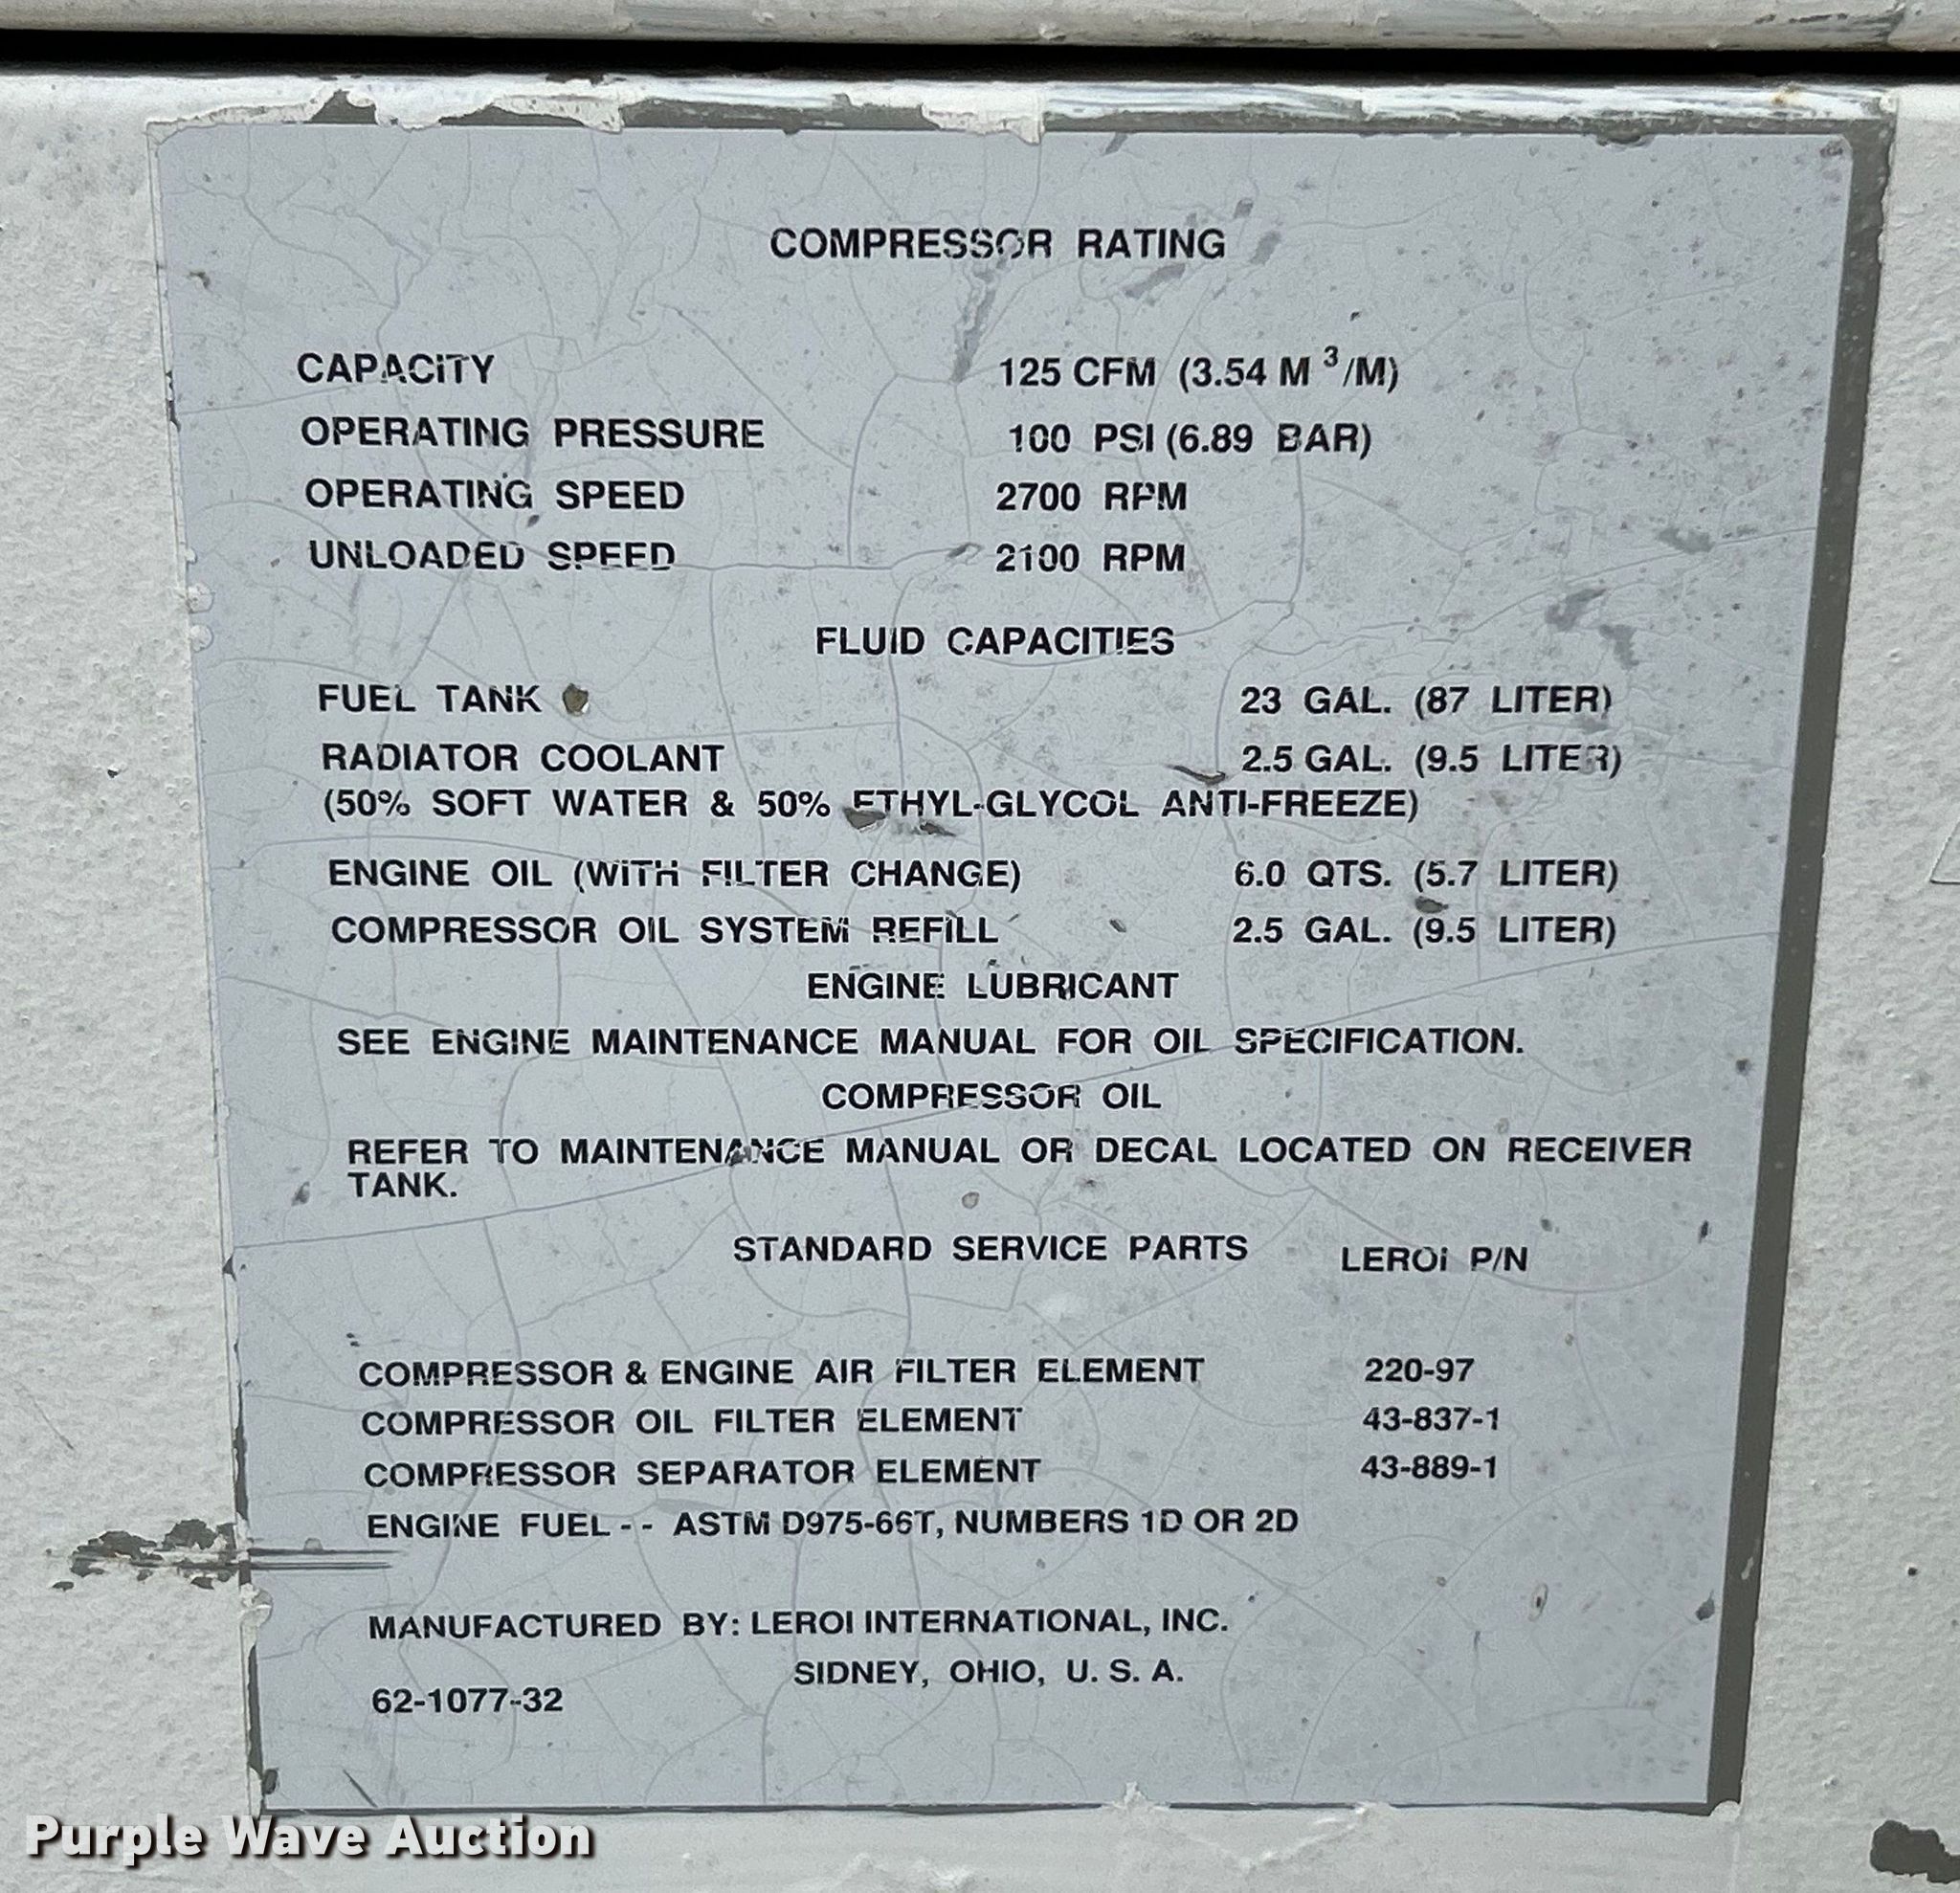 COMPRESSOR RATING
CAPACITY 125 CFM (3.54 M ³/M)
OPERATING PRESSURE 100 PSI (6.89 BAR)
OPERATING SPEED 2700 RPM
UNLOADED SPEED 2100 RPM
FLUID CAPACITIES
FUEL TANK 23 GAL. (87 LITER)
RADIATOR COOLANT 2.5 GAL. (9.5 LITER)
(50% SOFT WATER & 50% ETHYL-GLYCOL ANTI-FREEZE)
ENGINE OIL (WITH FILTER CHANGE) 6.0 QTS. (5.7 LITER)
COMPRESSOR OIL SYSTEM REFILL 2.5 GAL. (9.5 LITER)
ENGINE LUBRICANT
SEE ENGINE MAINTENANCE MANUAL FOR OIL SPECIFICATION.
COMPRESSOR OIL
REFER TO MAINTENANCE MANUAL OR DECAL LOCATED ON RECEIVER
TANK.
STANDARD SERVICE PARTS LEROI P/N
COMPRESSOR & ENGINE AIR FILTER ELEMENT 220-97
COMPRESSOR OIL FILTER ELEMENT 43-837-1
COMPRESSOR SEPARATOR ELEMENT 43-889-1
ENGINE FUEL -- ASTM D975-66T, NUMBERS 1D OR 2D
MANUFACTURED BY: LEROI INTERNATIONAL, INC.
SIDNEY, OHIO, U. S. A.
62-1077-32
Purple Wave Auction